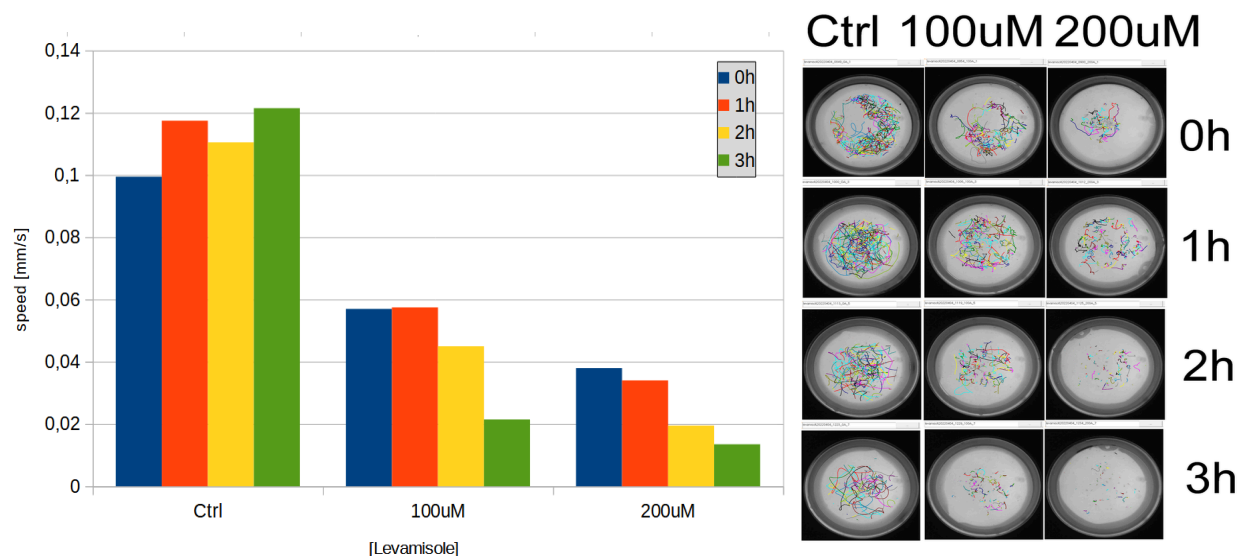 0,14
0,12
0,1
0,08
0,06
0,04
0,02
0
speed [mm/s]
0h
1h
2h
3h
Ctrl
100uM
200uM
[Levamisole]
Ctrl 100uM 200uM
0h
1h
2h
3h